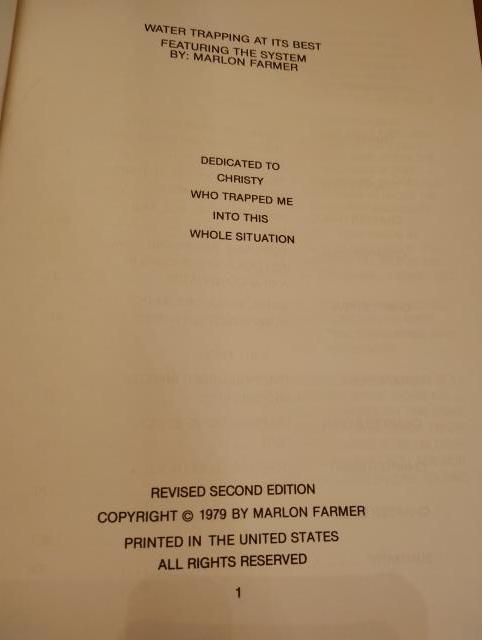 WATER TRAPPING AT ITS BEST
FEATURING THE SYSTEM
BY: MARLON FARMER
DEDICATED TO
CHRISTY
WHO TRAPPED ME
INTO THIS
WHOLE SITUATION
REVISED SECOND EDITION
COPYRIGHT © 1979 BY MARLON FARMER
PRINTED IN THE UNITED STATES
ALL RIGHTS RESERVED
1